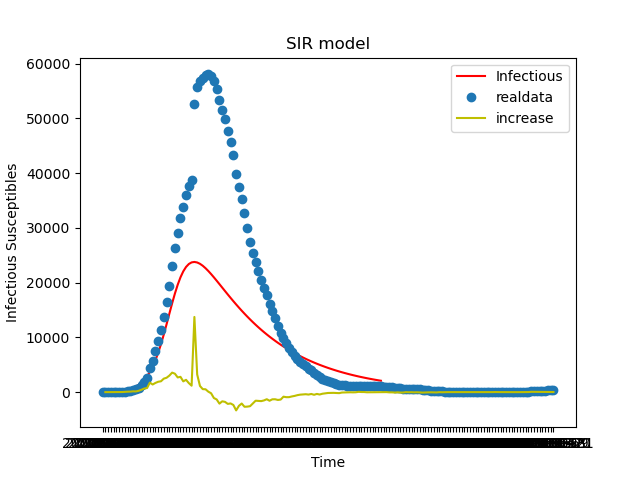 SIR model
Infectious
realdata
increase
60000
50000
40000
30000
20000
10000
0
Infectious Susceptibles
Time